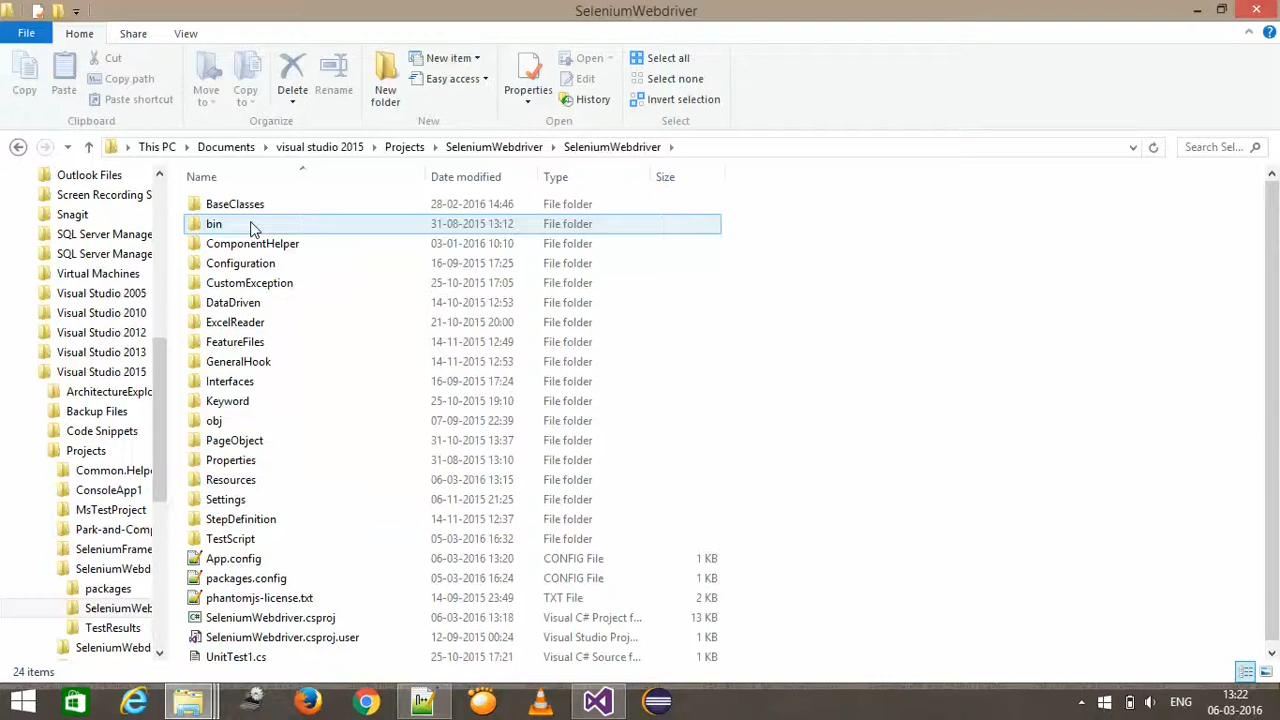 SeleniumWebdriver
File Home Share View
Copy Paste Cut Copy path Paste shortcut Clipboard
Move to Copy to Delete Rename Organize
New folder New item Easy access New
Properties Open Edit History Open
Select all Select none Invert selection Select
This PC Documents visual studio 2015 Projects SeleniumWebdriver SeleniumWebdriver Search Sel...
Outlook Files
Screen Recording S
Snagit
SQL Server Manage
SQL Server Manage
Virtual Machines
Visual Studio 2005
Visual Studio 2010
Visual Studio 2012
Visual Studio 2013
Visual Studio 2015
ArchitectureExplo
Backup Files
Code Snippets
Projects
Common.Helpe
ConsoleApp1
MsTestProject
Park-and-Comp
SeleniumFrame
SeleniumWebd
packages
SeleniumWeb
TestResults
SeleniumWebd
Name Date modified Type Size
BaseClasses 28-02-2016 14:46 File folder
bin 31-08-2015 13:12 File folder
ComponentHelper 03-01-2016 10:10 File folder
Configuration 16-09-2015 17:25 File folder
CustomException 25-10-2015 17:05 File folder
DataDriven 14-10-2015 12:53 File folder
ExcelReader 21-10-2015 20:00 File folder
FeatureFiles 14-11-2015 12:49 File folder
GeneralHook 14-11-2015 12:53 File folder
Interfaces 16-09-2015 17:24 File folder
Keyword 25-10-2015 19:10 File folder
obj 07-09-2015 22:39 File folder
PageObject 31-10-2015 13:37 File folder
Properties 31-08-2015 13:10 File folder
Resources 06-03-2016 13:15 File folder
Settings 06-11-2015 21:25 File folder
StepDefinition 14-11-2015 12:37 File folder
TestScript 05-03-2016 16:32 File folder
App.config 06-03-2016 13:20 CONFIG File 1 KB
packages.config 05-03-2016 16:24 CONFIG File 1 KB
phantomjs-license.txt 14-09-2015 23:49 TXT File 2 KB
SeleniumWebdriver.csproj 06-03-2016 13:18 Visual C# Project f... 13 KB
SeleniumWebdriver.csproj.user 12-09-2015 00:24 Visual Studio Proj... 1 KB
UnitTest1.cs 25-10-2015 17:21 Visual C# Source f... 1 KB
24 items
ENG 13:22
06-03-2016